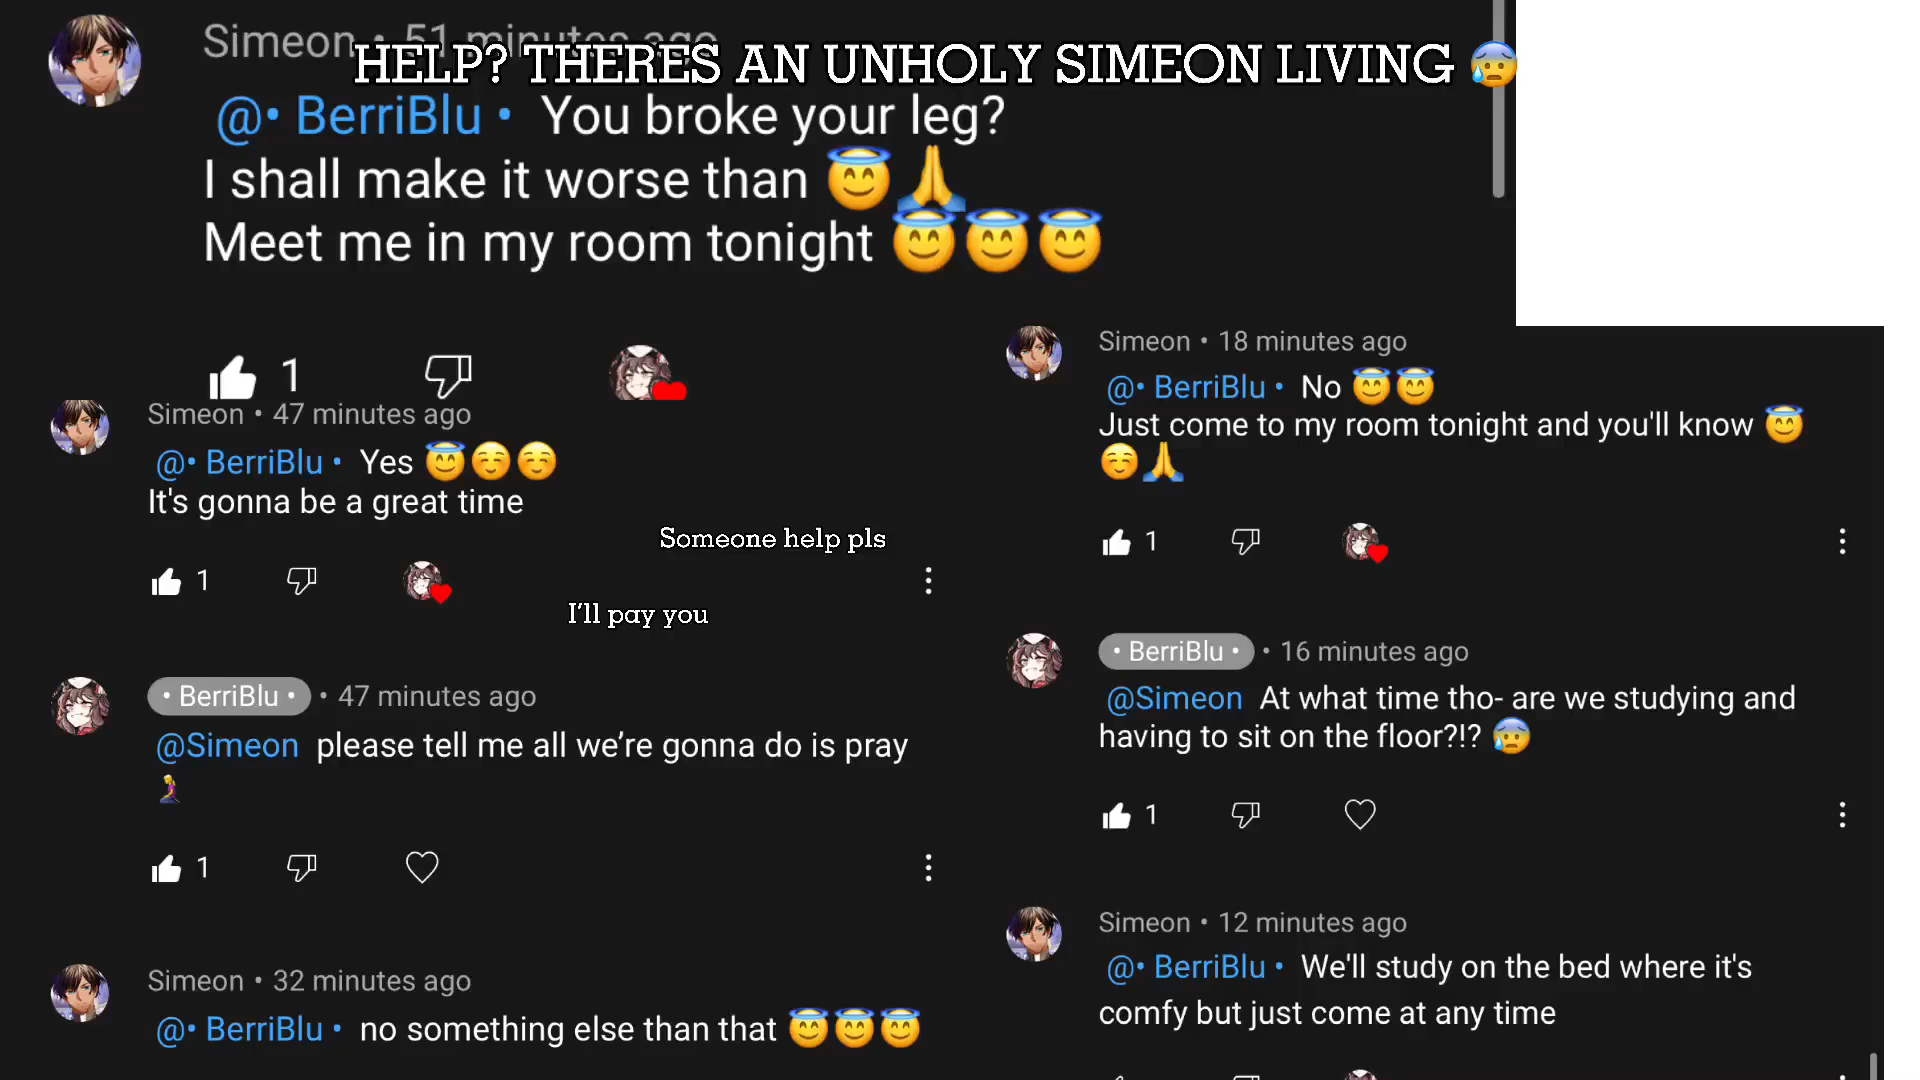 Simeon • 51 minutes ago
HELP? THERES AN UNHOLY SIMEON LIVING 😰
@• BerriBlu • You broke your leg?
I shall make it worse than 😇🙏
Meet me in my room tonight 😇😇😇
1
Simeon • 47 minutes ago
@• BerriBlu • Yes 😇☺️☺️
It's gonna be a great time
Someone help pls
1
I'll pay you
• BerriBlu • • 47 minutes ago
@Simeon please tell me all we're gonna do is pray
🧎‍♀️
1
Simeon • 32 minutes ago
@• BerriBlu • no something else than that 😇😇😇
Simeon • 18 minutes ago
@• BerriBlu • No 😇😇
Just come to my room tonight and you'll know 😇
☺️🙏
1
• BerriBlu • • 16 minutes ago
@Simeon At what time tho- are we studying and
having to sit on the floor?!? 😰
1
Simeon • 12 minutes ago
@• BerriBlu • We'll study on the bed where it's
comfy but just come at any time